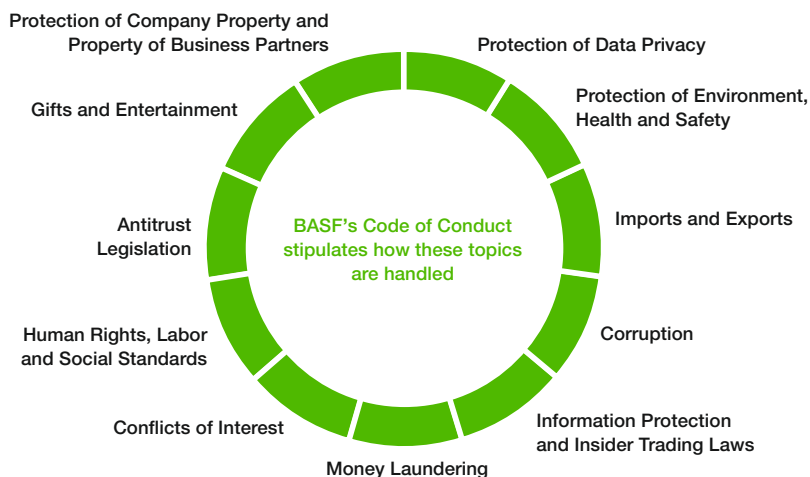 Protection of Company Property and
Property of Business Partners
Protection of Data Privacy
Gifts and Entertainment
Protection of Environment,
Health and Safety
Antitrust
Legislation
BASF's Code of Conduct
stipulates how these topics
are handled
Imports and Exports
Human Rights, Labor
and Social Standards
Corruption
Conflicts of Interest
Information Protection
and Insider Trading Laws
Money Laundering